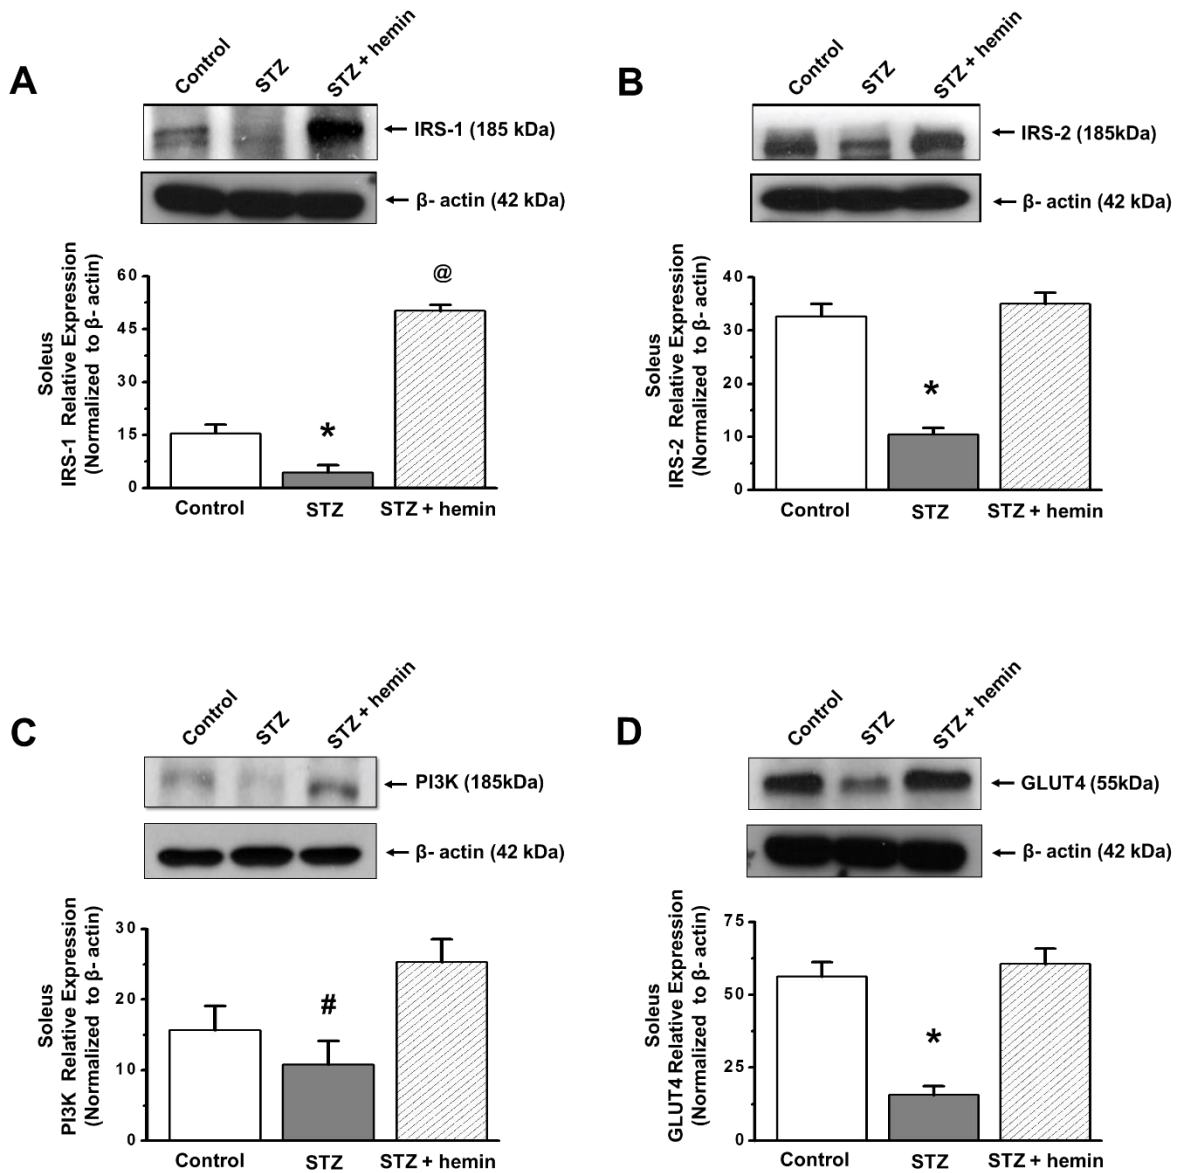 A
Control
STZ
STZ + hemin
IRS-1 (185 kDa)
β- actin (42 kDa)
Soleus
IRS-1 Relative Expression
(Normalized to β- actin)
60
45
30
15
0
@
*
Control
STZ
STZ + hemin
B
Control
STZ
STZ + hemin
IRS-2 (185kDa)
β- actin (42 kDa)
Soleus
IRS-2 Relative Expression
(Normalized to β- actin)
40
30
20
10
0
*
Control
STZ
STZ + hemin
C
Control
STZ
STZ + hemin
PI3K (185kDa)
β- actin (42 kDa)
Soleus
PI3K Relative Expression
(Normalized to β- actin)
30
20
10
0
#
Control
STZ
STZ + hemin
D
Control
STZ
STZ + hemin
GLUT4 (55kDa)
β- actin (42 kDa)
Soleus
GLUT4 Relative Expression
(Normalized to β- actin)
75
50
25
0
*
Control
STZ
STZ + hemin